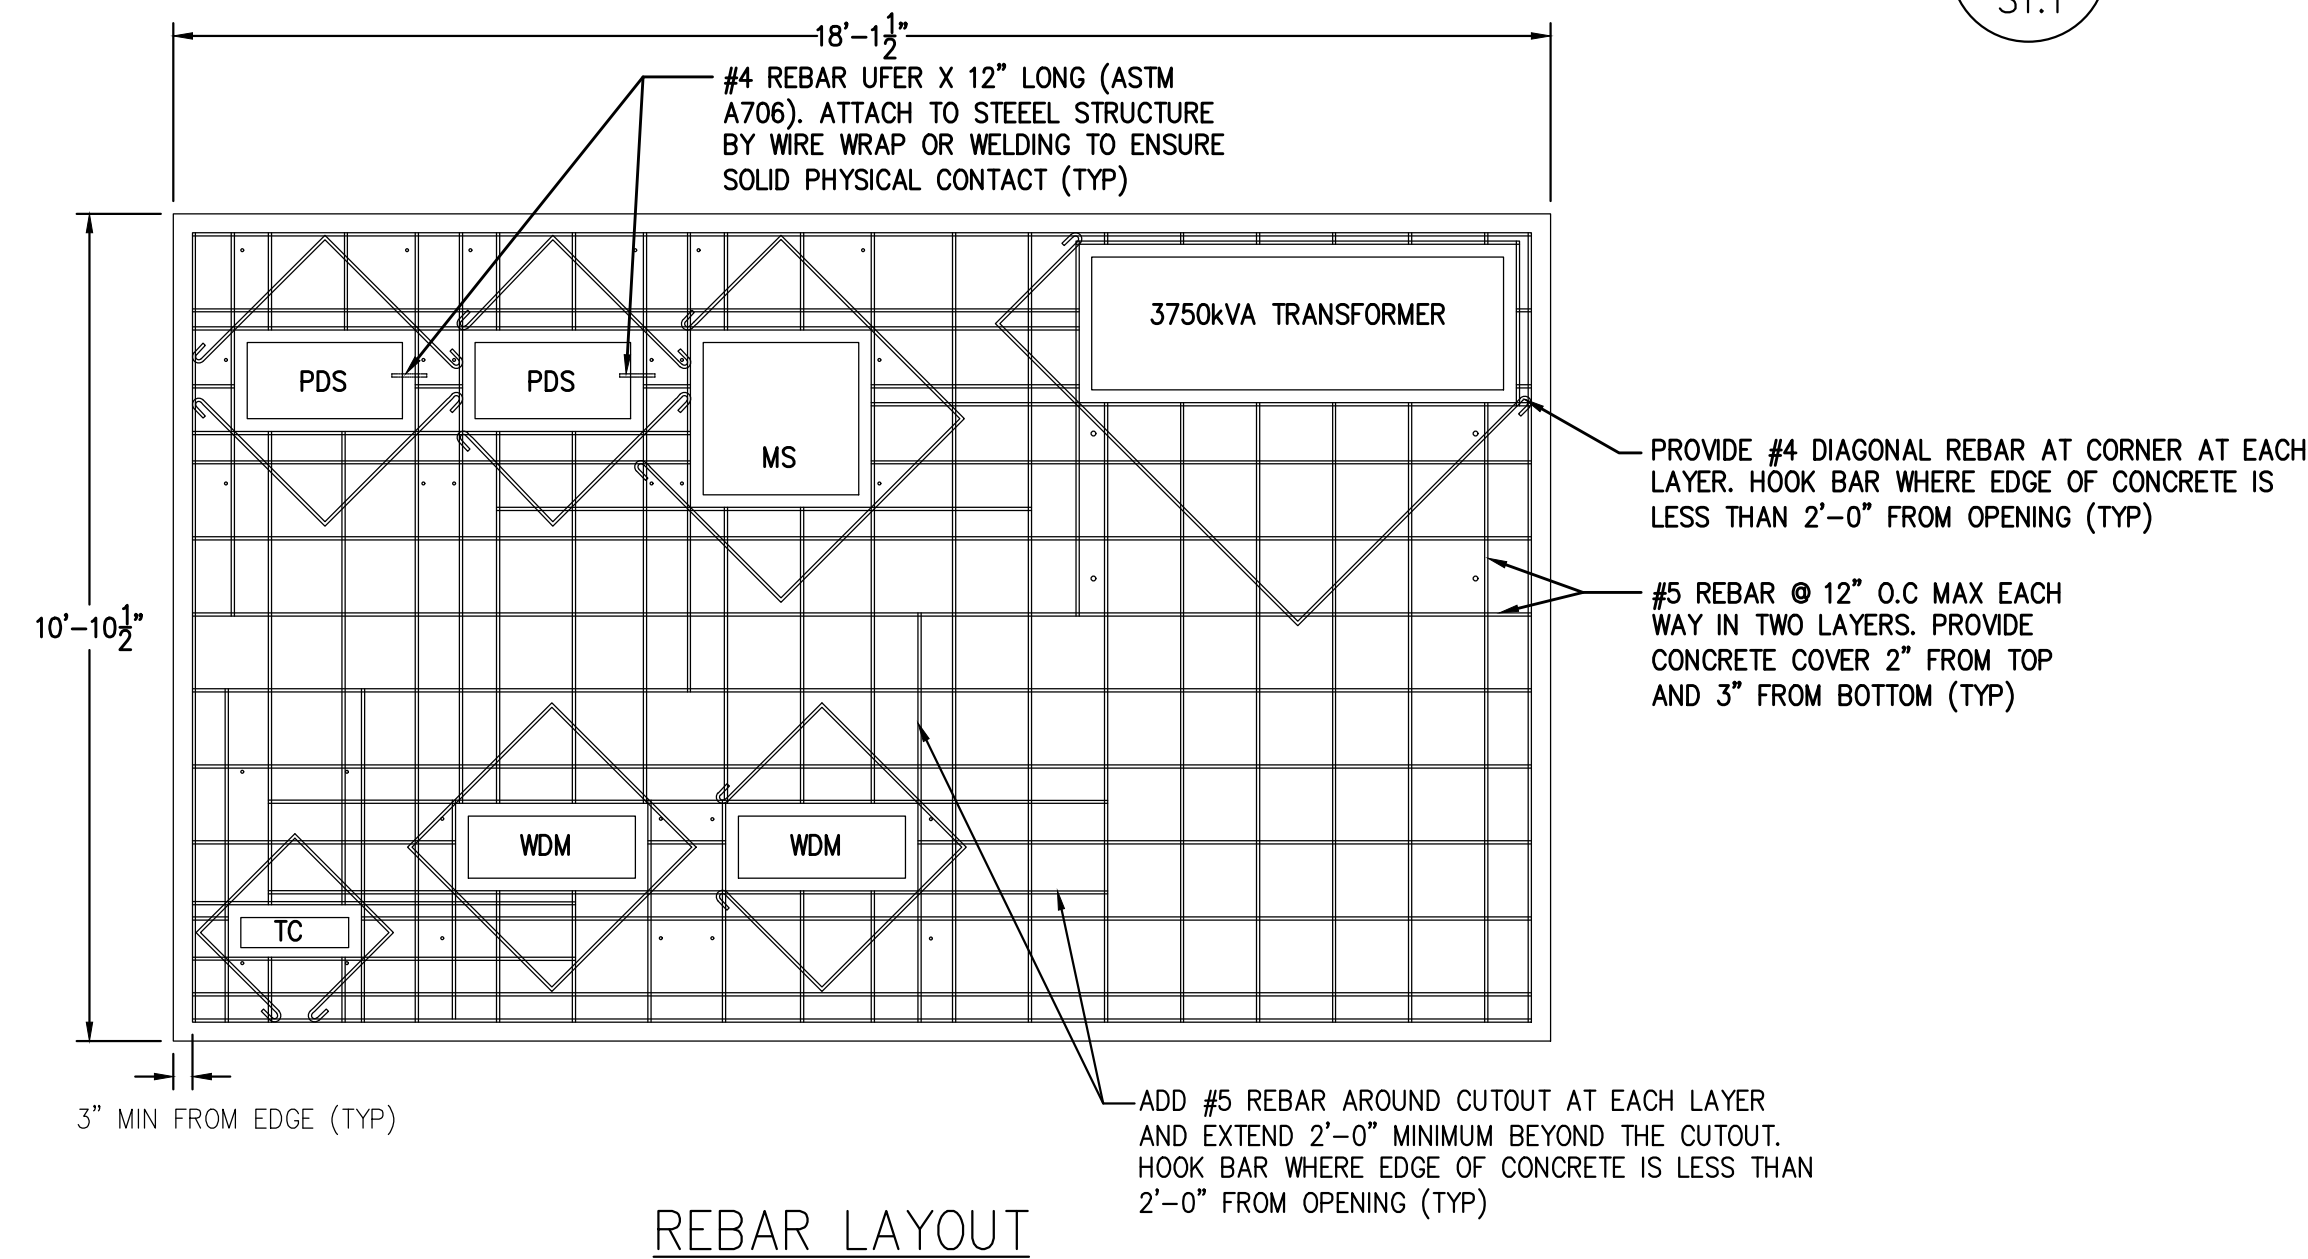 S1.1
18'-1 1/2"
#4 REBAR UFER X 12" LONG (ASTM
A706). ATTACH TO STEEEL STRUCTURE
BY WIRE WRAP OR WELDING TO ENSURE
SOLID PHYSICAL CONTACT (TYP)
3750kVA TRANSFORMER
PDS
PDS
MS
PROVIDE #4 DIAGONAL REBAR AT CORNER AT EACH
LAYER. HOOK BAR WHERE EDGE OF CONCRETE IS
LESS THAN 2'-0" FROM OPENING (TYP)
#5 REBAR @ 12" O.C MAX EACH
WAY IN TWO LAYERS. PROVIDE
CONCRETE COVER 2" FROM TOP
AND 3" FROM BOTTOM (TYP)
10'-10 1/2"
WDM
WDM
TC
3" MIN FROM EDGE (TYP)
ADD #5 REBAR AROUND CUTOUT AT EACH LAYER
AND EXTEND 2'-0" MINIMUM BEYOND THE CUTOUT.
HOOK BAR WHERE EDGE OF CONCRETE IS LESS THAN
2'-0" FROM OPENING (TYP)
REBAR LAYOUT